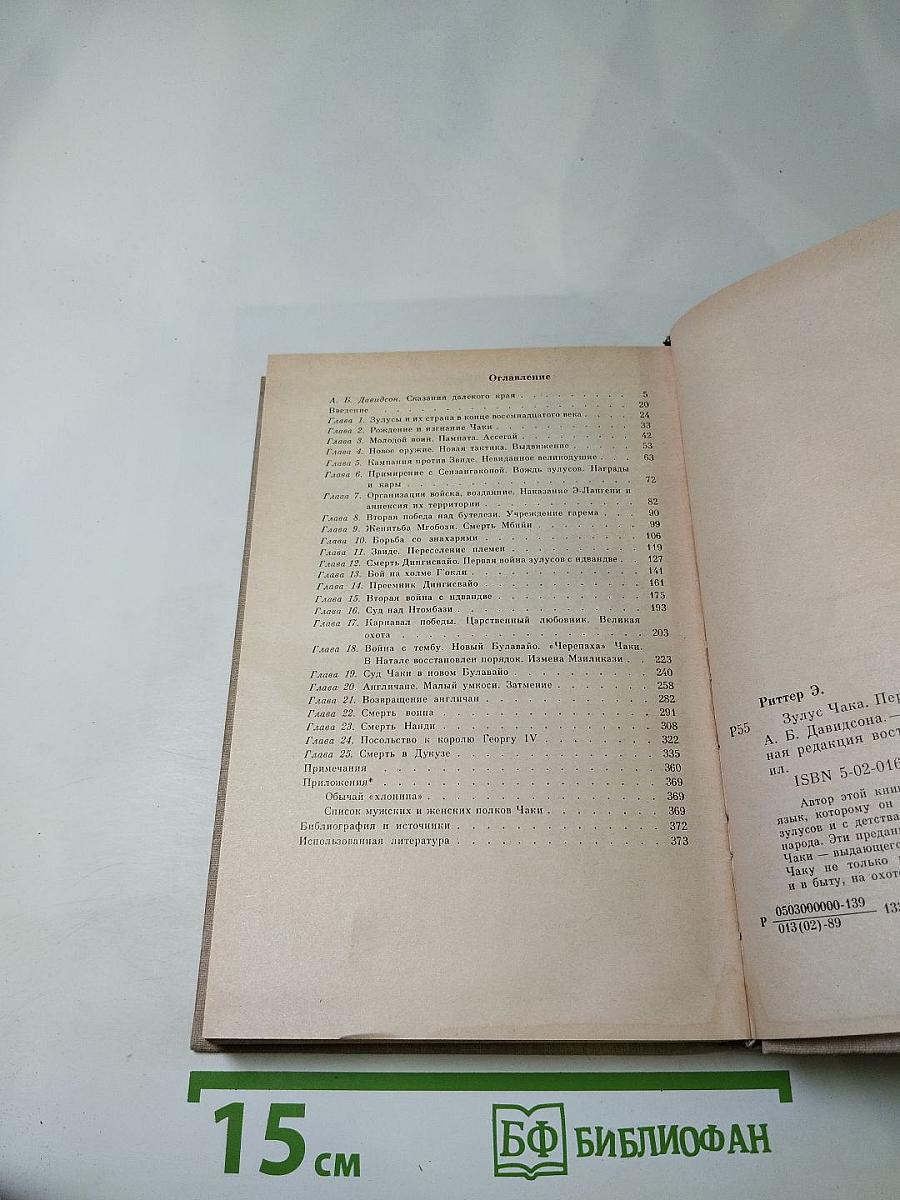 Оглавление
А. Б. Давидсон. Сказания далекого края . . . . . . . . . . 5
Введение . . . . . . . . . . 20
Глава 1. Зулусы и их страна в конце восемнадцатого века . . . . 24
Глава 2. Рождение и изгнание Чаки . . . . . . . . . . 33
Глава 3. Молодой воин. Пампата. Ассегай . . . . . . . . 42
Глава 4. Новое оружие. Новая тактика. Выдвижение . . . . . . 53
Глава 5. Кампания против Звиде. Невиданное великодушие . . . 63
Глава 6. Примирение с Сензангакопой. Вождь зулусов. Награды
и кары . . . . . . . . . . 72
Глава 7. Организация войска, воздаяние. Наказание Э-Лангени и
аннексия их территории . . . . . . . . . . 82
Глава 8. Вторая победа над бутелези. Учреждение гарема . . . . 90
Глава 9. Женитьба Мгобози. Смерть Мбийн . . . . . . . . 99
Глава 10. Борьба со знахарями . . . . . . . . . . 106
Глава 11. Звиде. Переселение племен . . . . . . . . . . 119
Глава 12. Смерть Дингисвайо. Первая война зулусов с ндвандве . . 127
Глава 13. Бой на холме Г'окли . . . . . . . . . . 141
Глава 14. Преемник Дингисвайо . . . . . . . . . . 161
Глава 15. Вторая война с ндвандве . . . . . . . . . . 175
Глава 16. Суд над Нтомбази . . . . . . . . . . 193
Глава 17. Карнавал победы. Царственный любовник. Великая
охота . . . . . . . . . . 203
Глава 18. Война с тембу. Новый Булавайо. «Черепаха» Чаки.
В Натале восстановлен порядок. Измена Мзиликази . . 223
Глава 19. Суд Чаки в новом Булавайо . . . . . . . . . . 240
Глава 20. Англичане. Малый умкоси. Затмение . . . . . . . 258
Глава 21. Возвращение англичан . . . . . . . . . . 282
Глава 22. Смерть воина . . . . . . . . . . 291
Глава 23. Смерть Нанди . . . . . . . . . . 308
Глава 24. Посольство к королю Георгу IV . . . . . . . . 322
Глава 25. Смерть в Дукузе . . . . . . . . . . 335
Примечания . . . . . . . . . . 360
Приложения* . . . . . . . . . . 369
Обычай «хлонипа» . . . . . . . . . . 369
Список мужских и женских полков Чаки . . . . . . . . 369
Библиография и источники . . . . . . . . . . 372
Использованная литература . . . . . . . . . . 373
Риттер Э.
Р55 Зулус Чака. Пер
А. Б. Давидсона.—
ная редакция вост
ил.
ISBN 5-02-016
Автор этой книг
язык, которому он
зулусов и с детства
народа. Эти предан
Чаки — выдающего
Чаку не только
и в быту, на охот
Р 0503000000-139
013(02)-89 133
15 см
БФ БИБЛИОФАН